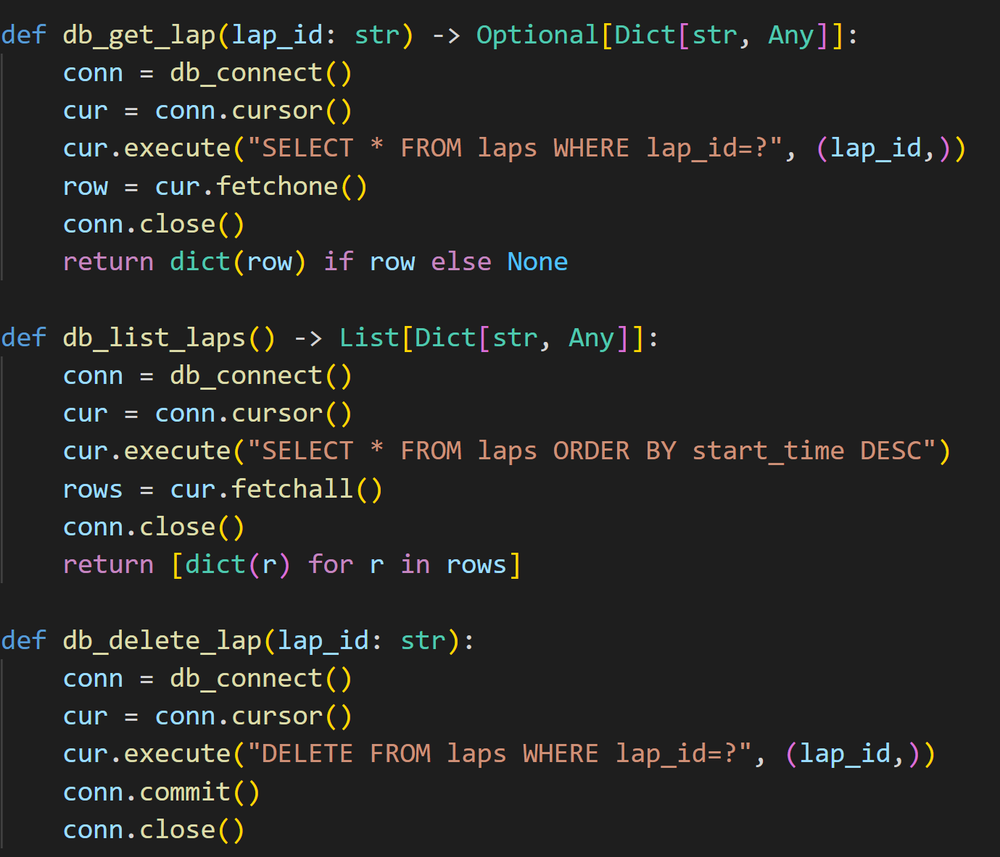 def db_get_lap(lap_id: str) -> Optional[Dict[str, Any]]:
    conn = db_connect()
    cur = conn.cursor()
    cur.execute("SELECT * FROM laps WHERE lap_id=?", (lap_id,))
    row = cur.fetchone()
    conn.close()
    return dict(row) if row else None

def db_list_laps() -> List[Dict[str, Any]]:
    conn = db_connect()
    cur = conn.cursor()
    cur.execute("SELECT * FROM laps ORDER BY start_time DESC")
    rows = cur.fetchall()
    conn.close()
    return [dict(r) for r in rows]

def db_delete_lap(lap_id: str):
    conn = db_connect()
    cur = conn.cursor()
    cur.execute("DELETE FROM laps WHERE lap_id=?", (lap_id,))
    conn.commit()
    conn.close()